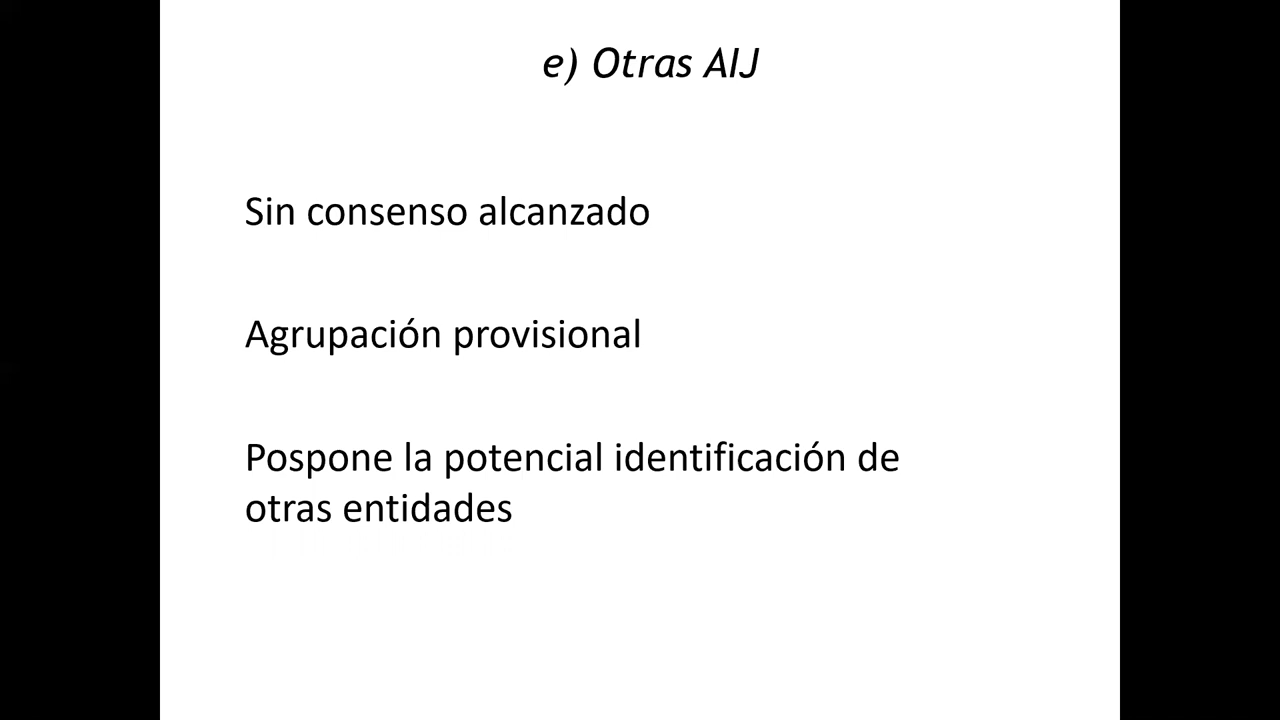 e) Otras AIJ
Sin consenso alcanzado
Agrupación provisional
Pospone la potencial identificación de
otras entidades